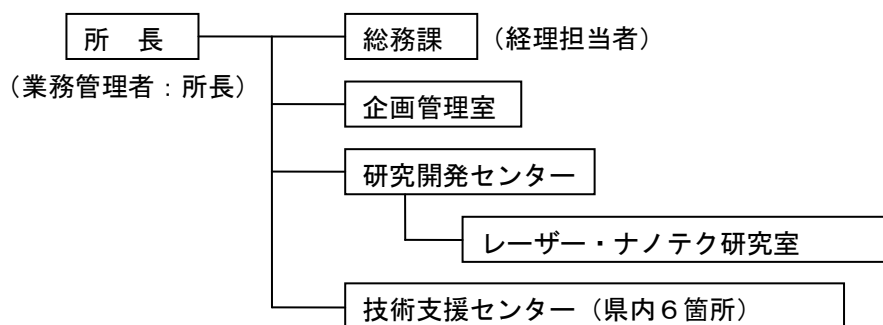 所　長
総務課
（経理担当者）
（業務管理者：所長）
企画管理室
研究開発センター
レーザー・ナノテク研究室
技術支援センター（県内６箇所）